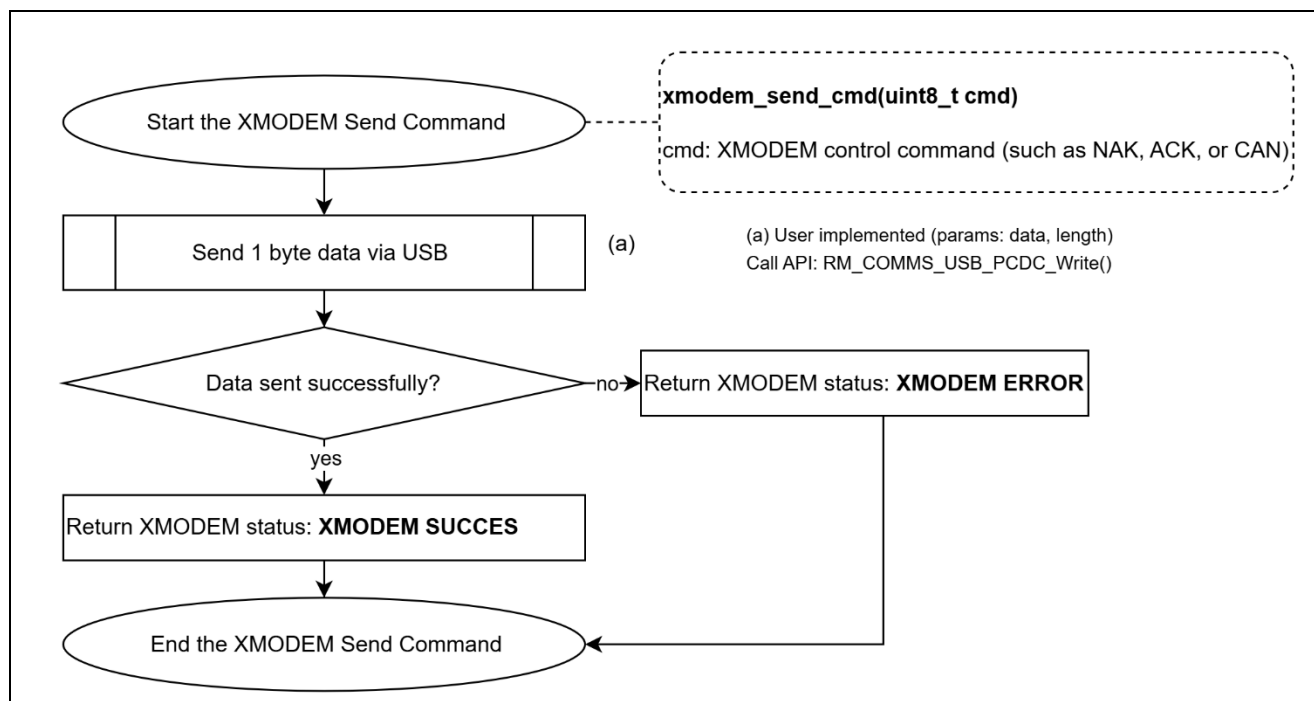 Start the XMODEM Send Command
xmodem_send_cmd(uint8_t cmd)
cmd: XMODEM control command (such as NAK, ACK, or CAN)
Send 1 byte data via USB
(a)
(a) User implemented (params: data, length)
Call API: RM_COMMS_USB_PCDC_Write()
Data sent successfully?
no
Return XMODEM status: XMODEM ERROR
yes
Return XMODEM status: XMODEM SUCCES
End the XMODEM Send Command